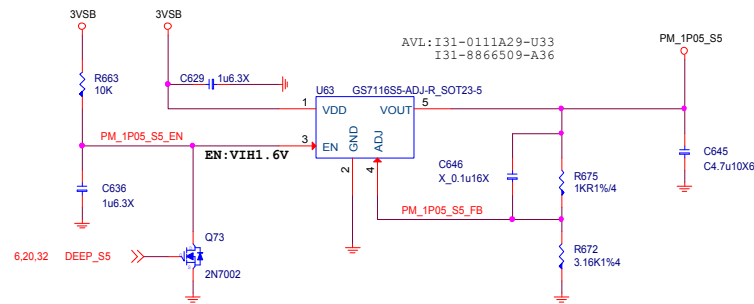 3VSB
3VSB
AVL:I31-0111A29-U33
I31-8866509-A36
PM_1P05_S5
R663
10K
C629
1u6.3X
U63
GS7116S5-ADJ-R_SOT23-5
1
VDD
VOUT
5
PM_1P05_S5_EN
3
EN
GND
ADJ
EN:VIH1.6V
2
4
C646
X_0.1u16X
C645
C4.7u10X6
R675
1KR1%/4
C636
1u6.3X
PM_1P05_S5_FB
Q73
R672
3.16K1%4
6,20,32
DEEP_S5
2N7002